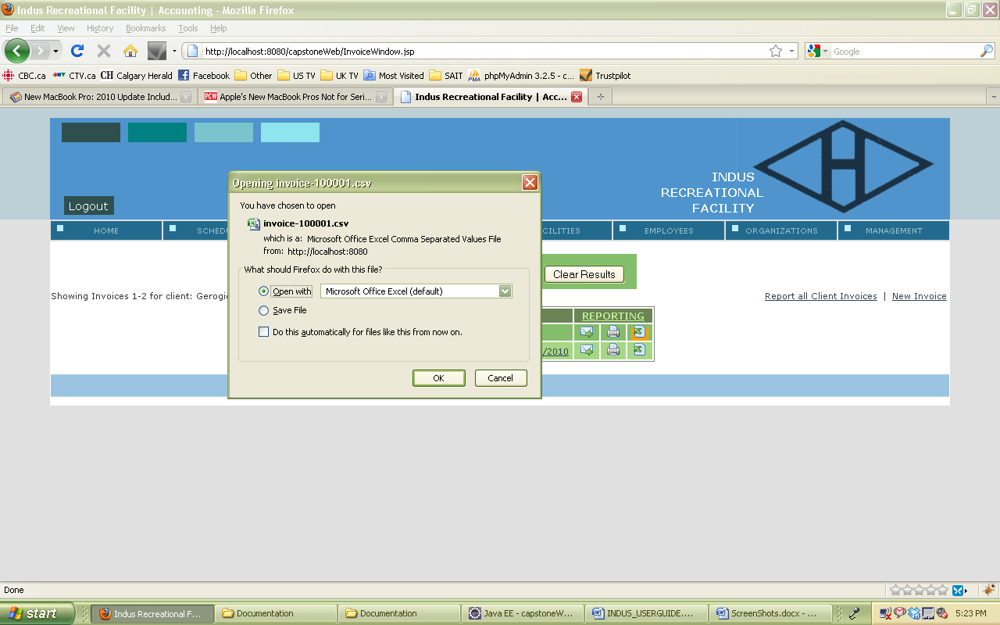 Indus Recreational Facility | Accounting - Mozilla Firefox
File Edit View History Bookmarks Tools Help
http://localhost:8080/capstoneWeb/InvoiceWindow.jsp
Google
CBC.ca CTV.ca CH Calgary Herald Facebook Other US TV UK TV Most Visited SAIT PMA phpMyAdmin 3.2.5 - c... Trustpilot
New MacBook Pro: 2010 Update Includ... PCW Apple's New MacBook Pros Not for Seri... Indus Recreational Facility | Acc...
INDUS
RECREATIONAL
FACILITY
Logout
HOME SCHEDU CILITIES EMPLOYEES ORGANIZATIONS MANAGEMENT
Clear Results
Showing Invoices 1-2 for client: Gerogi
Report all Client Invoices | New Invoice
REPORTING
/2010
Opening invoice-100001.csv
You have chosen to open
invoice-100001.csv
which is a: Microsoft Office Excel Comma Separated Values File
from: http://localhost:8080
What should Firefox do with this file?
Open with Microsoft Office Excel (default)
Save File
Do this automatically for files like this from now on.
OK Cancel
Done
start Indus Recreational F... Documentation Documentation Java EE - capstoneW... INDUS_USERGUIDE.... ScreenShots.docx - ... 5:23 PM